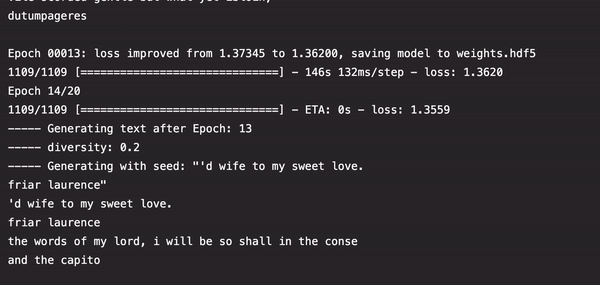 dutumpageres
Epoch 00013: loss improved from 1.37345 to 1.36200, saving model to weights.hdf5
1109/1109 [==============================] - 146s 132ms/step - loss: 1.3620
Epoch 14/20
1109/1109 [==============================] - ETA: 0s - loss: 1.3559
----- Generating text after Epoch: 13
----- diversity: 0.2
----- Generating with seed: "'d wife to my sweet love.
friar laurence"
'd wife to my sweet love.
friar laurence
the words of my lord, i will be so shall in the conse
and the capito